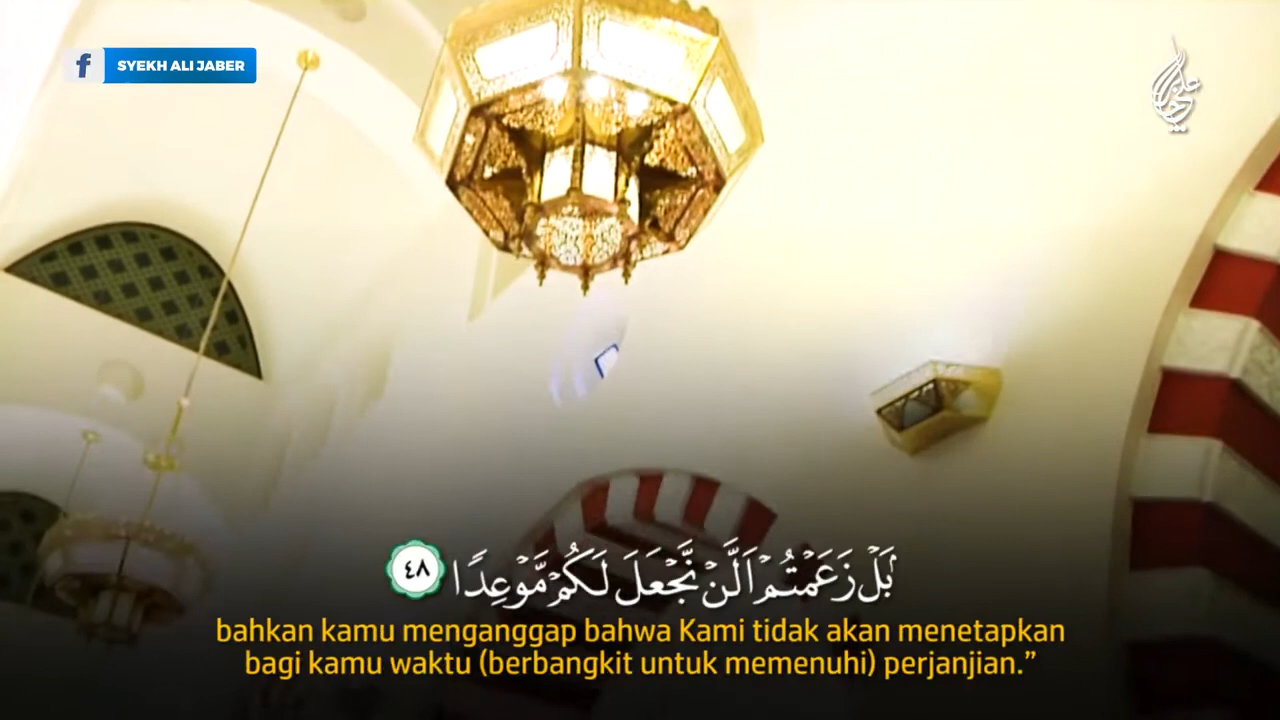 f SYEKH ALI JABER
بَلْ زَعَمْتُمْ اَلَّنْ نَّجْعَلَ لَكُمْ مَّوْعِدًا ٤٨
bahkan kamu menganggap bahwa Kami tidak akan menetapkan
bagi kamu waktu (berbangkit untuk memenuhi) perjanjian.”